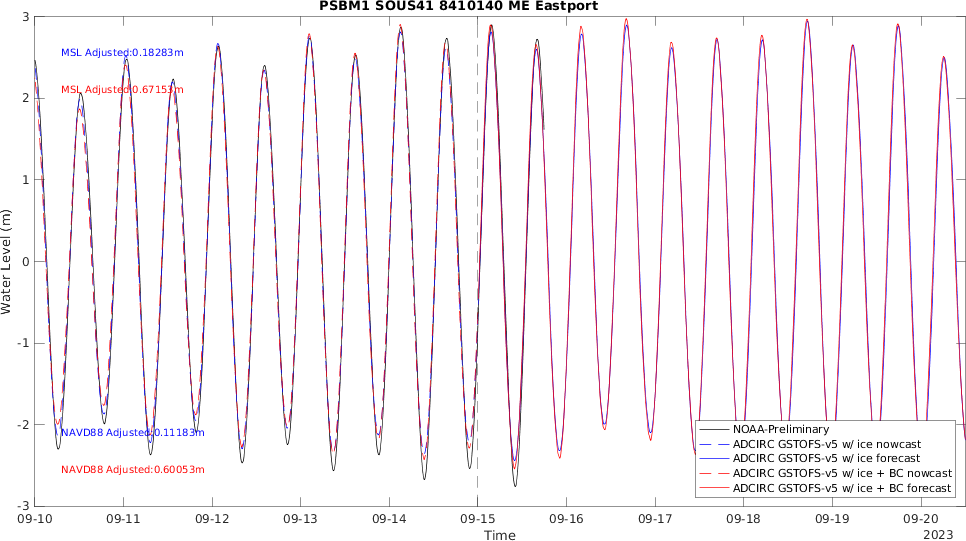 PSBM1 SOUS41 8410140 ME Eastport
3
2
1
0
-1
-2
-3
Water Level (m)
MSL Adjusted:0.18283m
MSL Adjusted:0.67153m
NAVD88 Adjusted:0.11183m
NAVD88 Adjusted:0.60053m
NOAA-Preliminary
ADCIRC GSTOFS-v5 w/ ice nowcast
ADCIRC GSTOFS-v5 w/ ice forecast
ADCIRC GSTOFS-v5 w/ ice + BC nowcast
ADCIRC GSTOFS-v5 w/ ice + BC forecast
09-10 09-11 09-12 09-13 09-14 09-15 09-16 09-17 09-18 09-19 09-20
Time
2023